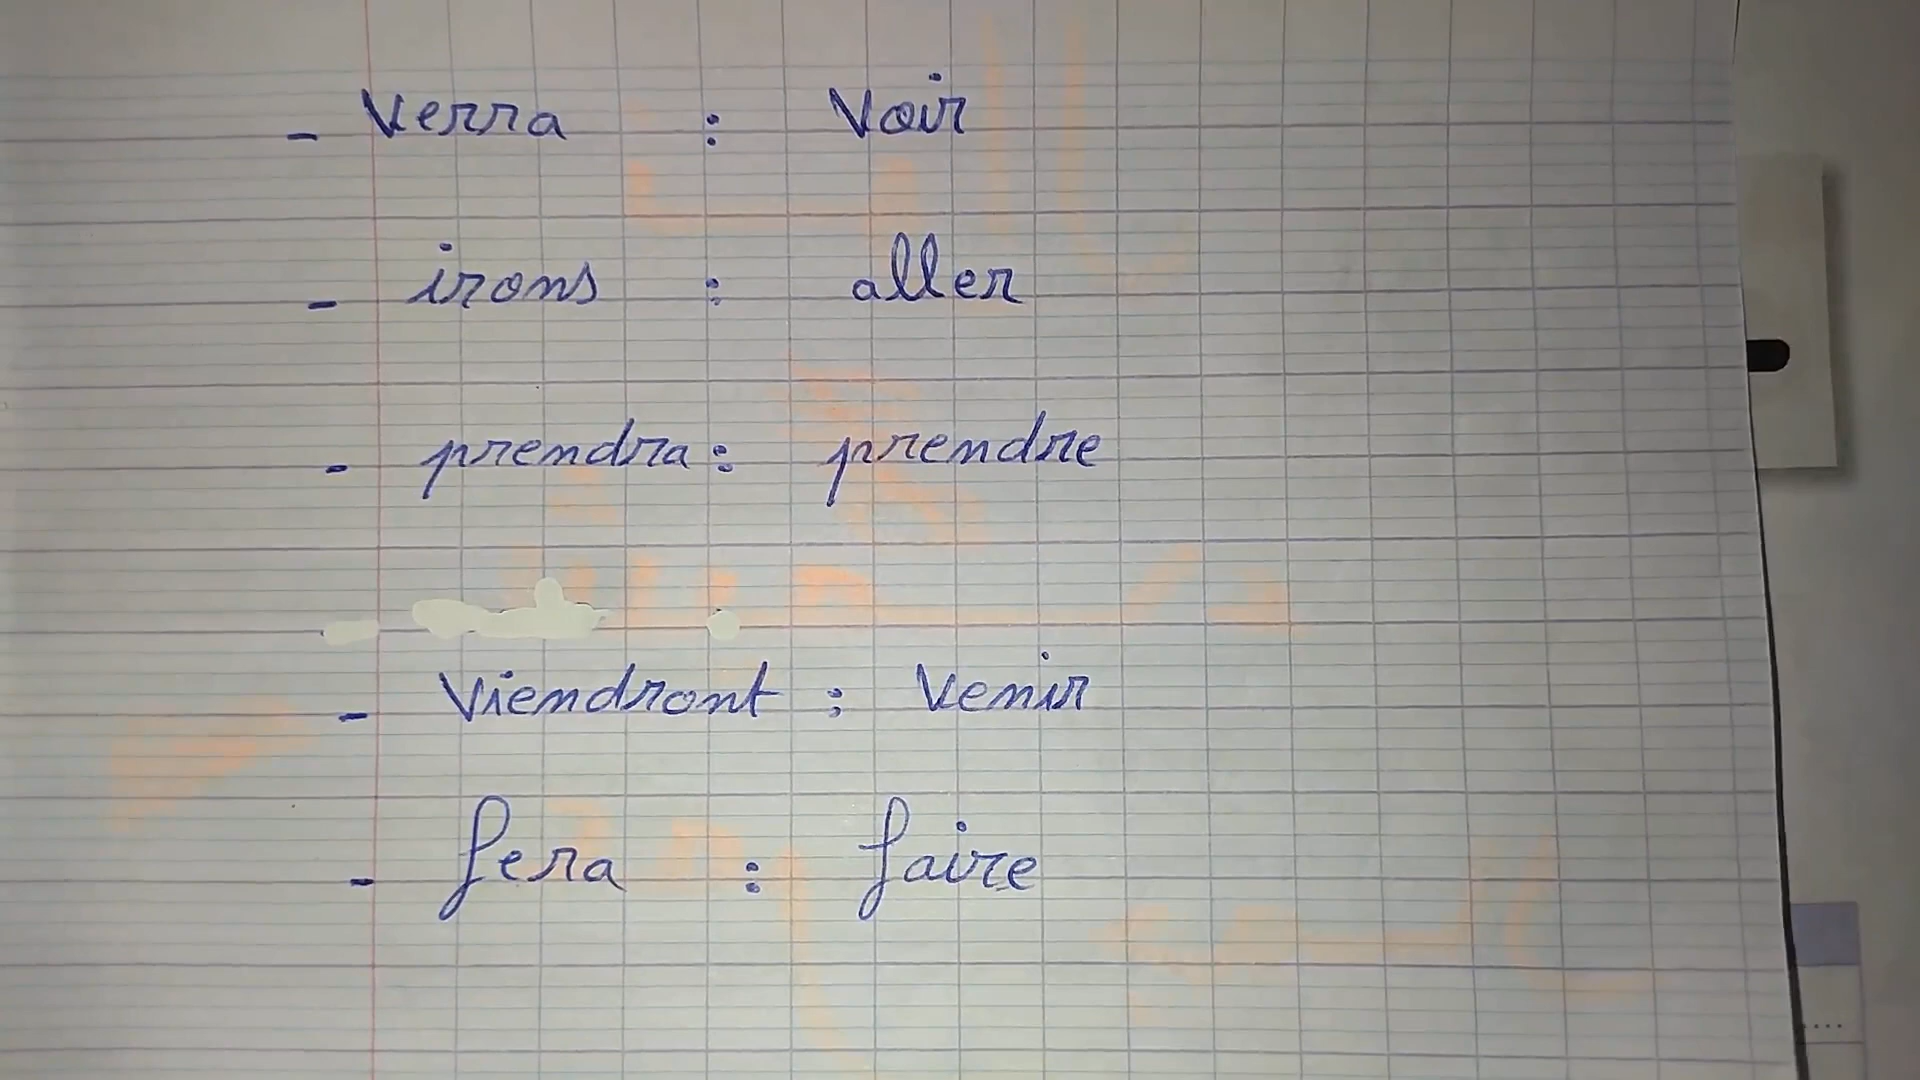 - Verra : Voir
- irons : aller
- prendra : prendre
- Viendront : Venir
- fera : faire